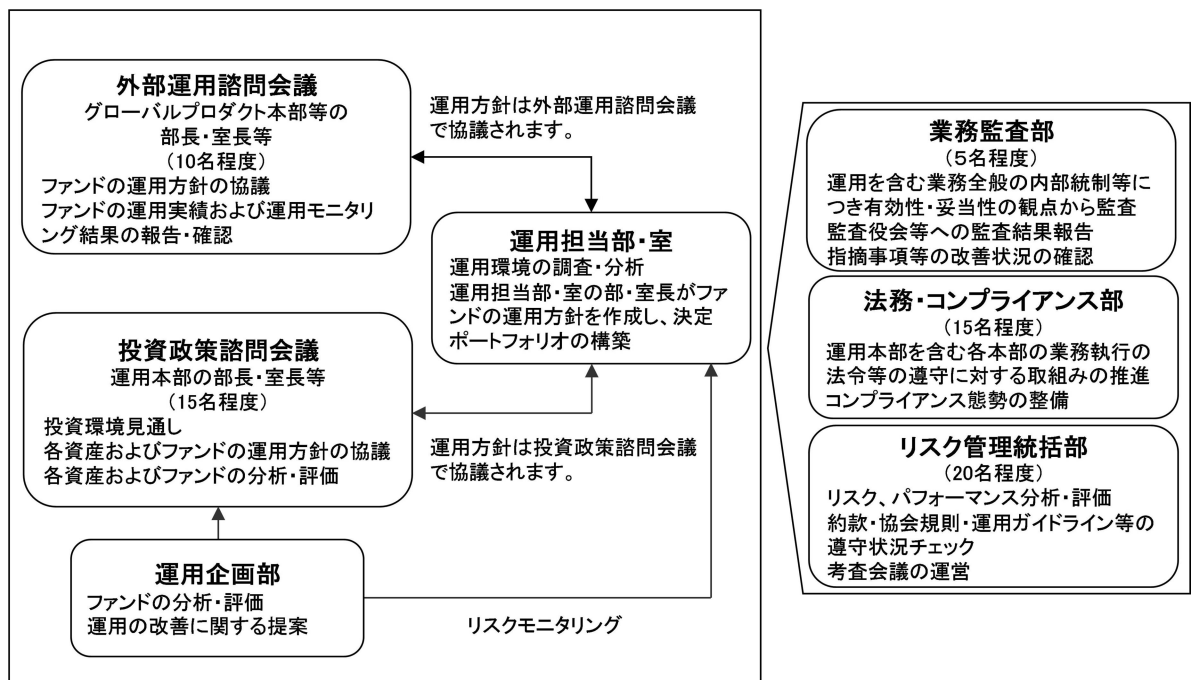 外部運用諮問会議
グローバルプロダクト本部等の
部長・室長等
(10名程度)
ファンドの運用方針の協議
ファンドの運用実績および運用モニタリ
ング結果の報告・確認
運用方針は外部運用諮問会議
で協議されます。
運用担当部・室
運用環境の調査・分析
運用担当部・室の部・室長がファ
ンドの運用方針を作成し、決定
ポートフォリオの構築
投資政策諮問会議
運用本部の部長・室長等
(15名程度)
投資環境見通し
各資産およびファンドの運用方針の協議
各資産およびファンドの分析・評価
運用方針は投資政策諮問会議
で協議されます。
運用企画部
ファンドの分析・評価
運用の改善に関する提案
リスクモニタリング
業務監査部
(5名程度)
運用を含む業務全般の内部統制等に
つき有効性・妥当性の観点から監査
監査役会等への監査結果報告
指摘事項等の改善状況の確認
法務・コンプライアンス部
(15名程度)
運用本部を含む各本部の業務執行の
法令等の遵守に対する取組みの推進
コンプライアンス態勢の整備
リスク管理統括部
(20名程度)
リスク、パフォーマンス分析・評価
約款・協会規則・運用ガイドライン等の
遵守状況チェック
考査会議の運営